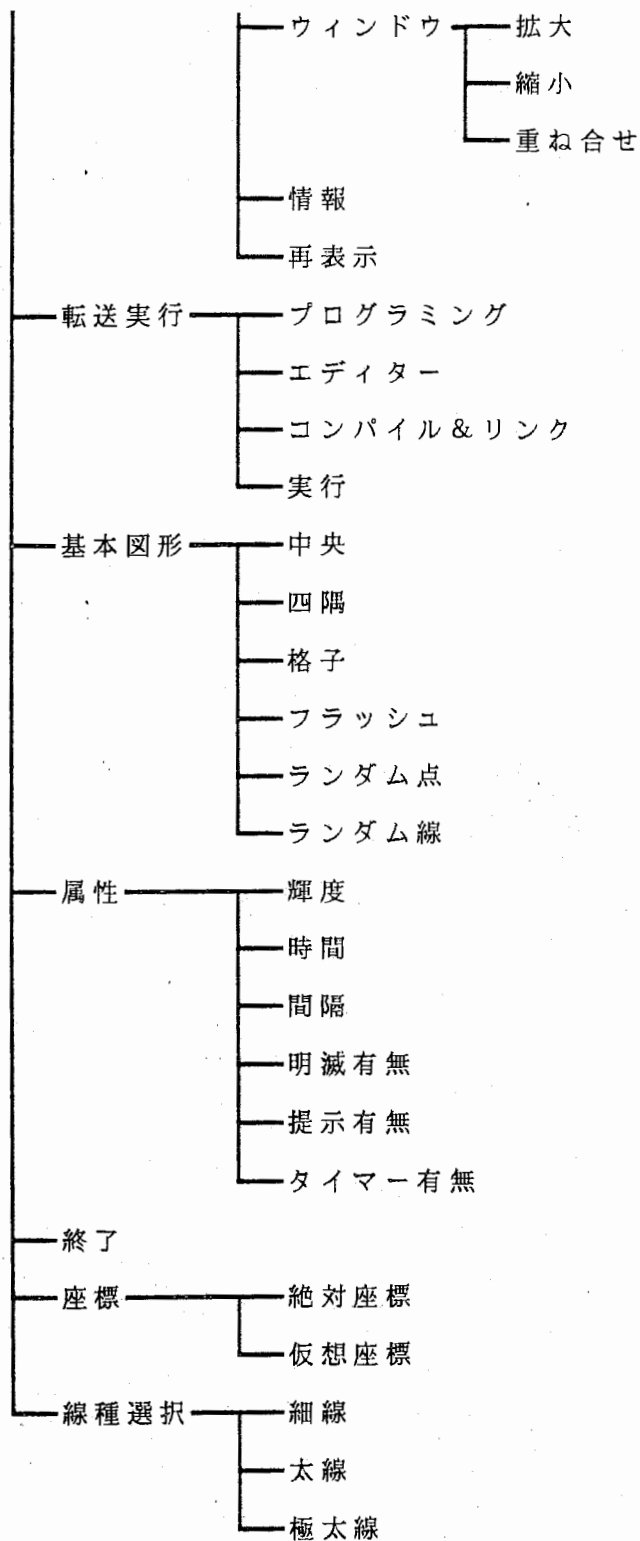 ウィンドウ 拡大
縮小
重ね合せ
情報
再表示
転送実行 プログラミング
エディター
コンパイル＆リンク
実行
基本図形 中央
四隅
格子
フラッシュ
ランダム点
ランダム線
属性 輝度
時間
間隔
明滅有無
提示有無
タイマー有無
終了
座標 絶対座標
仮想座標
線種選択 細線
太線
極太線